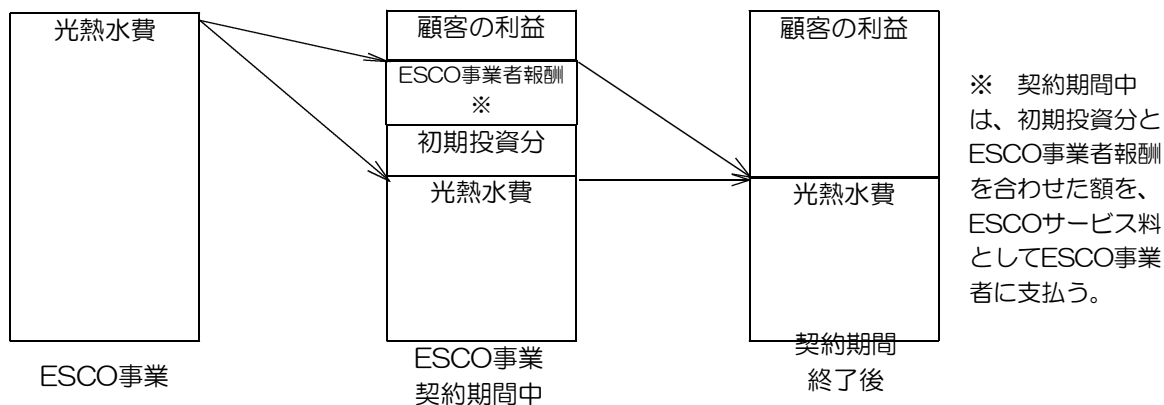 光熱水費
ESCO事業
顧客の利益
ESCO事業者報酬
※
初期投資分
光熱水費
ESCO事業
契約期間中
顧客の利益
光熱水費
契約期間
終了後
※　契約期間中
は、初期投資分と
ESCO事業者報酬
を合わせた額を、
ESCOサービス料
としてESCO事業
者に支払う。